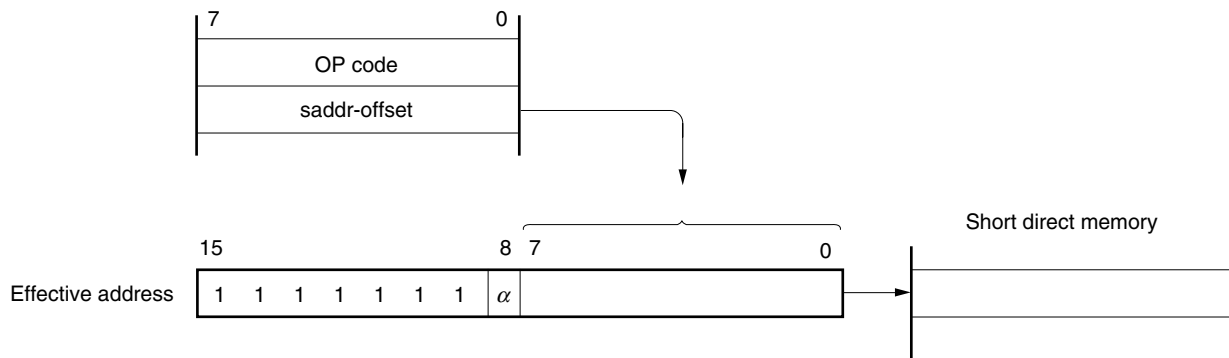 7 0
OP code
saddr-offset
Short direct memory
15 8 7 0
Effective address 1 1 1 1 1 1 1 α